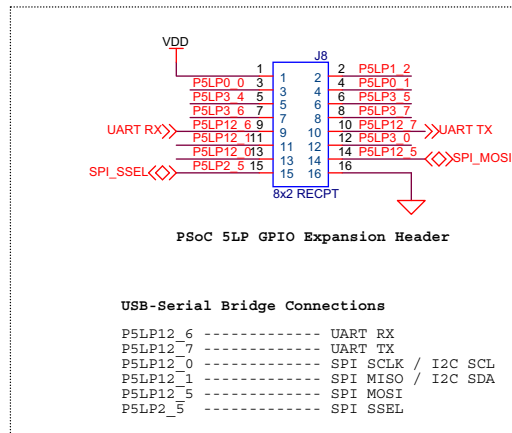 VDD
J8
1 1 2 2 P5LP1_2
P5LP0_0 3 3 4 4 P5LP0_1
P5LP3_4 5 5 6 6 P5LP3_5
P5LP3_6 7 7 8 8 P5LP3_7
UART RX P5LP12_6 9 9 10 10 P5LP12_7 UART TX
P5LP12_1 11 11 12 12 P5LP3_0
P5LP12_0 13 13 14 14 P5LP12_5 SPI_MOSI
SPI_SSEL P5LP2_5 15 15 16 16
8x2 RECPT
PSoC 5LP GPIO Expansion Header
USB-Serial Bridge Connections
P5LP12_6 ------------- UART RX
P5LP12_7 ------------- UART TX
P5LP12_0 ------------- SPI SCLK / I2C SCL
P5LP12_1 ------------- SPI MISO / I2C SDA
P5LP12_5 ------------- SPI MOSI
P5LP2_5 ------------- SPI SSEL